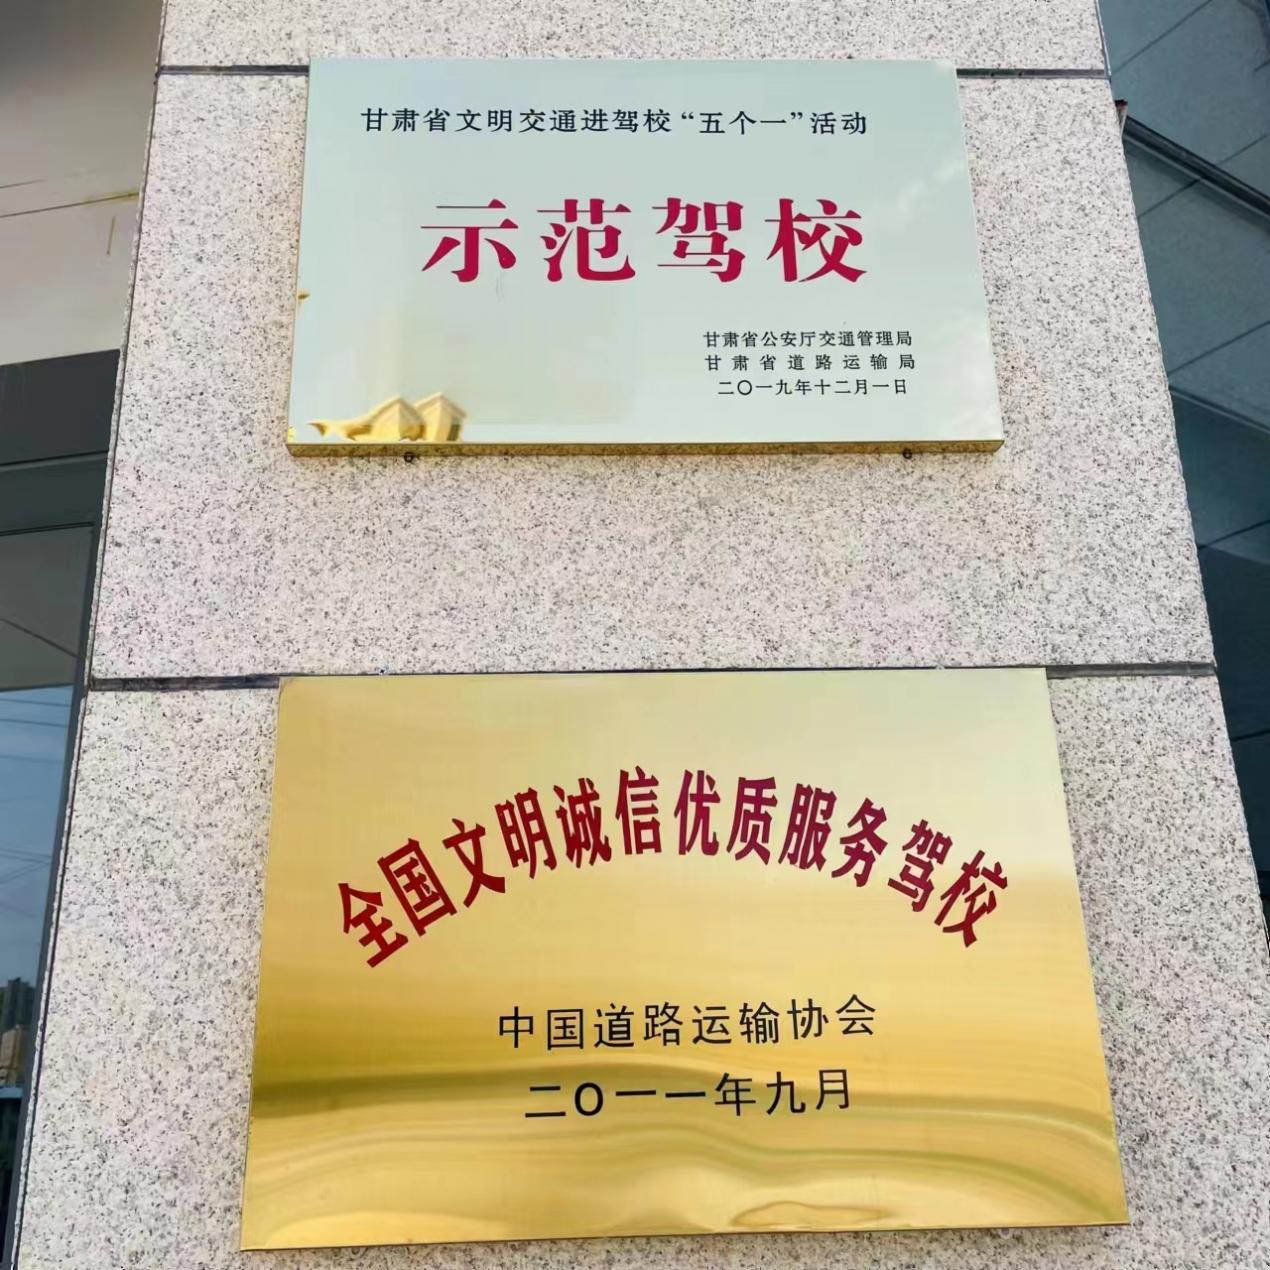 甘肃省文明交通进驾校“五个一”活动
示范驾校
甘肃省公安厅交通管理局
甘肃省道路运输局
二〇一九年十二月一日
全国文明诚信优质服务驾校
中国道路运输协会
二〇一一年九月